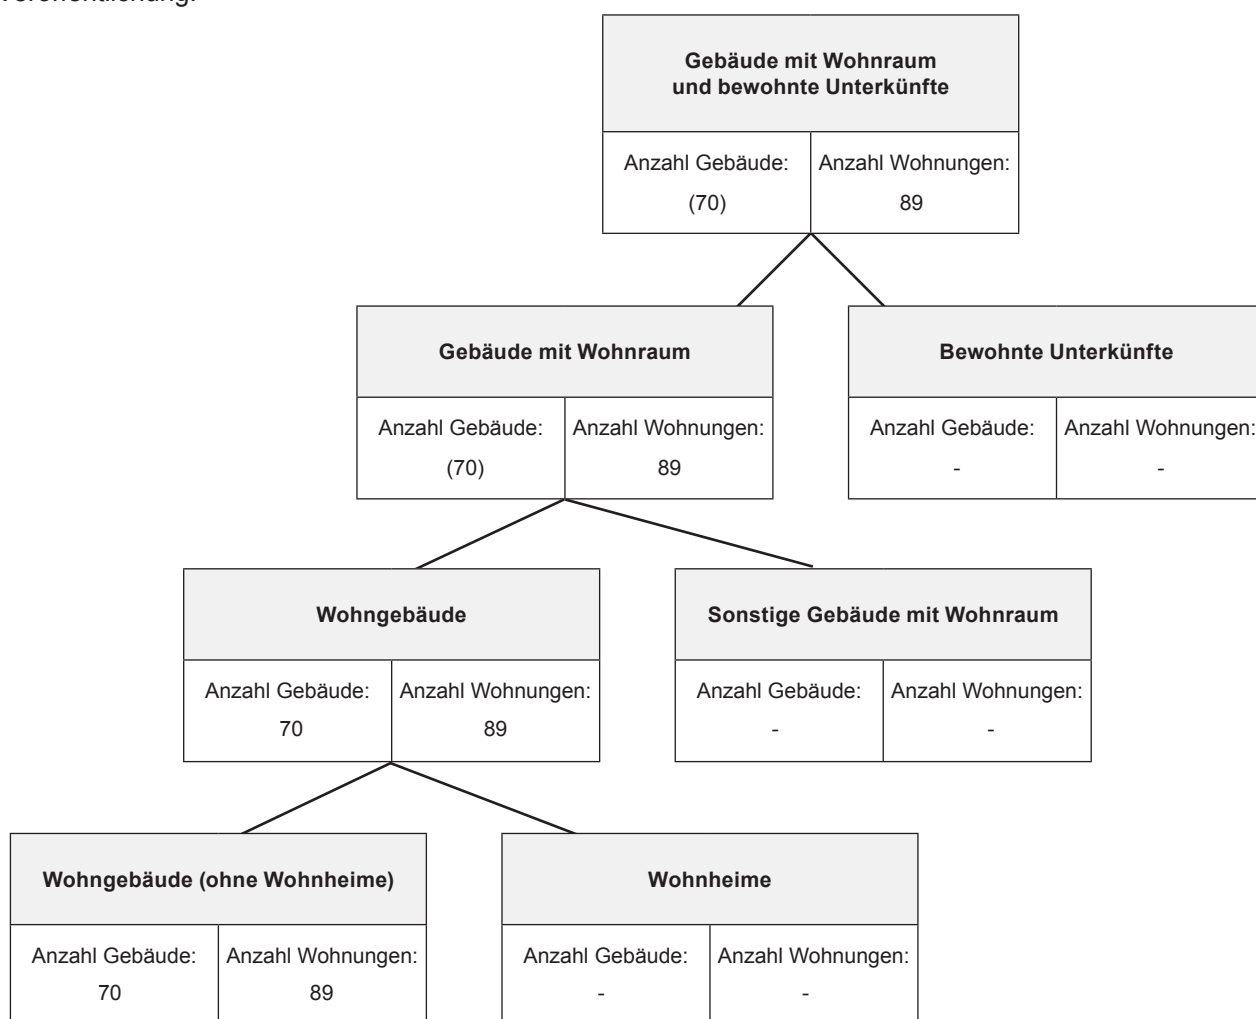 Veröffentlichung.
Gebäude mit Wohnraum
und bewohnte Unterkünfte
Anzahl Gebäude: Anzahl Wohnungen:
(70) 89
Gebäude mit Wohnraum Bewohnte Unterkünfte
Anzahl Gebäude: Anzahl Wohnungen: Anzahl Gebäude: Anzahl Wohnungen:
(70) 89 - -
Wohngebäude Sonstige Gebäude mit Wohnraum
Anzahl Gebäude: Anzahl Wohnungen: Anzahl Gebäude: Anzahl Wohnungen:
70 89 - -
Wohngebäude (ohne Wohnheime) Wohnheime
Anzahl Gebäude: Anzahl Wohnungen: Anzahl Gebäude: Anzahl Wohnungen:
70 89 - -